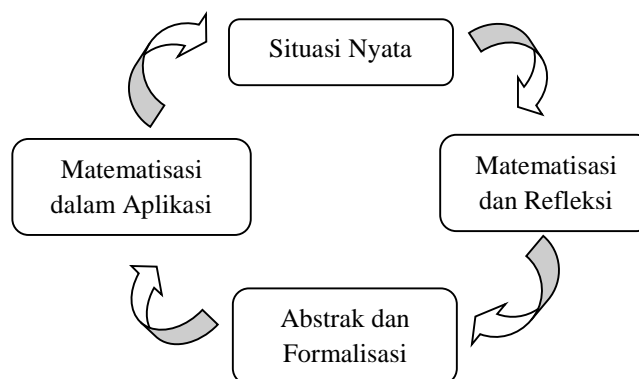 Situasi Nyata
Matematisasi
dan Refleksi
Abstrak dan
Formalisasi
Matematisasi
dalam Aplikasi